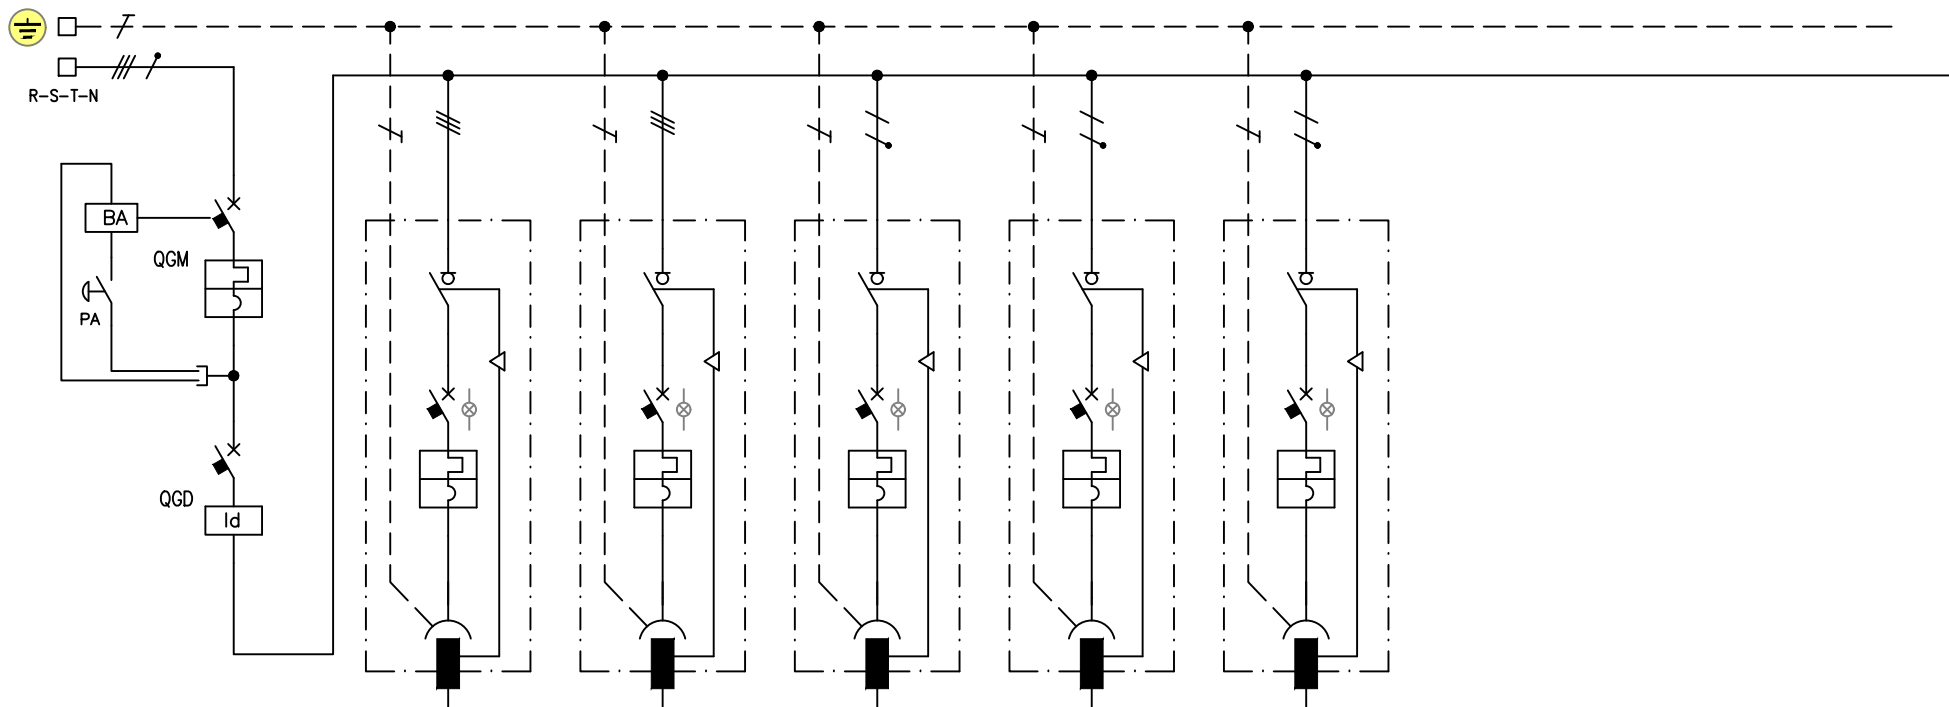 R-S-T-N
BA
QGM
PA
QGD
Id